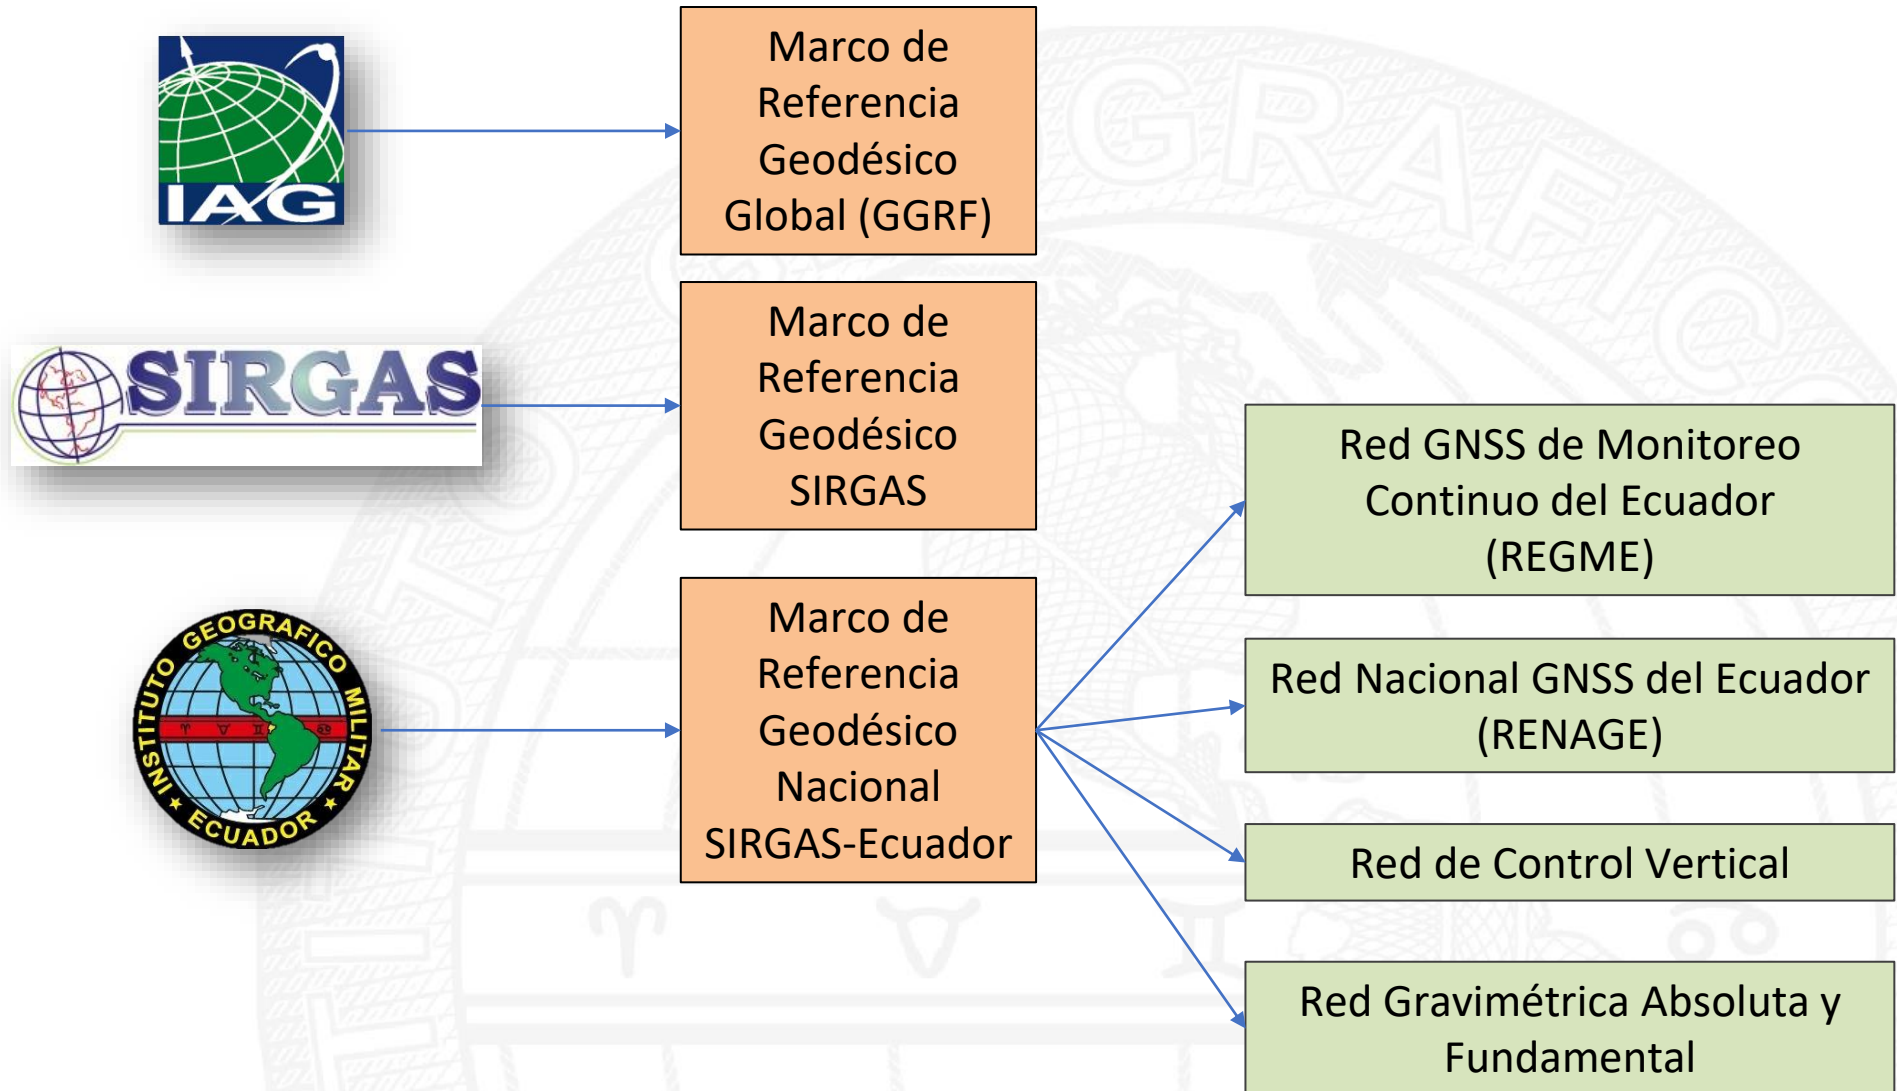 IAG
Marco de
Referencia
Geodésico
Global (GGRF)
SIRGAS
Marco de
Referencia
Geodésico
SIRGAS
INSTITUTO GEOGRAFICO MILITAR
★ ECUADOR ★
Marco de
Referencia
Geodésico
Nacional
SIRGAS-Ecuador
Red GNSS de Monitoreo
Continuo del Ecuador
(REGME)
Red Nacional GNSS del Ecuador
(RENAGE)
Red de Control Vertical
Red Gravimétrica Absoluta y
Fundamental